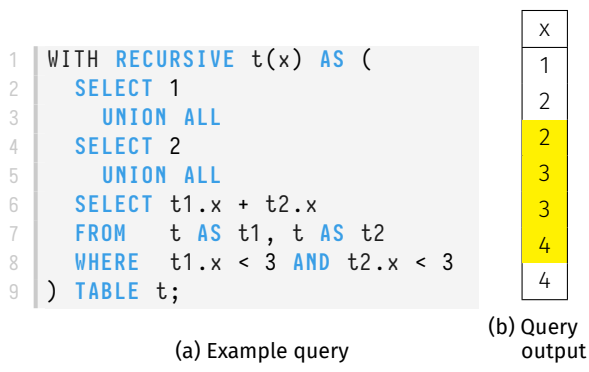 1 WITH RECURSIVE t(x) AS (
2 SELECT 1
3 UNION ALL
4 SELECT 2
5 UNION ALL
6 SELECT t1.x + t2.x
7 FROM t AS t1, t AS t2
8 WHERE t1.x < 3 AND t2.x < 3
9 ) TABLE t;
(a) Example query
x
1
2
2
3
3
4
4
(b) Query
output